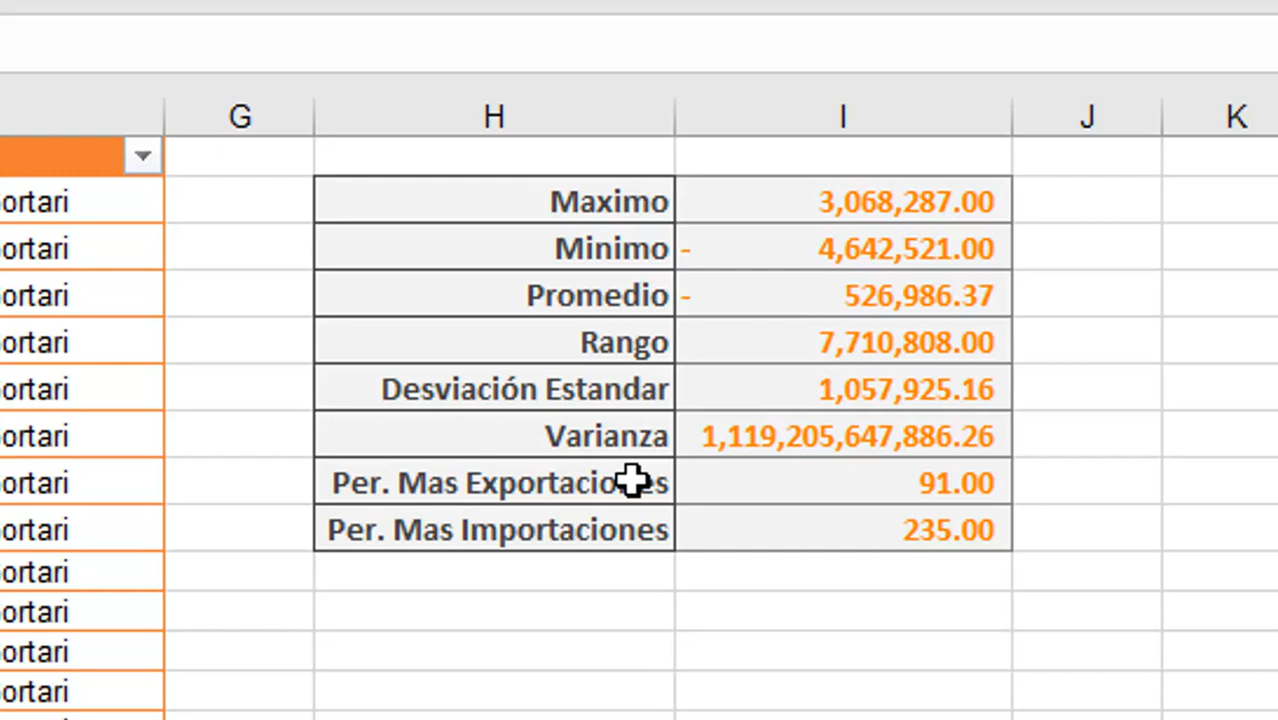 G H I J K
ortari Maximo 3,068,287.00
ortari Minimo - 4,642,521.00
ortari Promedio - 526,986.37
ortari Rango 7,710,808.00
ortari Desviación Estandar 1,057,925.16
ortari Varianza 1,119,205,647,886.26
ortari Per. Mas Exportaciones 91.00
ortari Per. Mas Importaciones 235.00
ortari
ortari
ortari
ortari